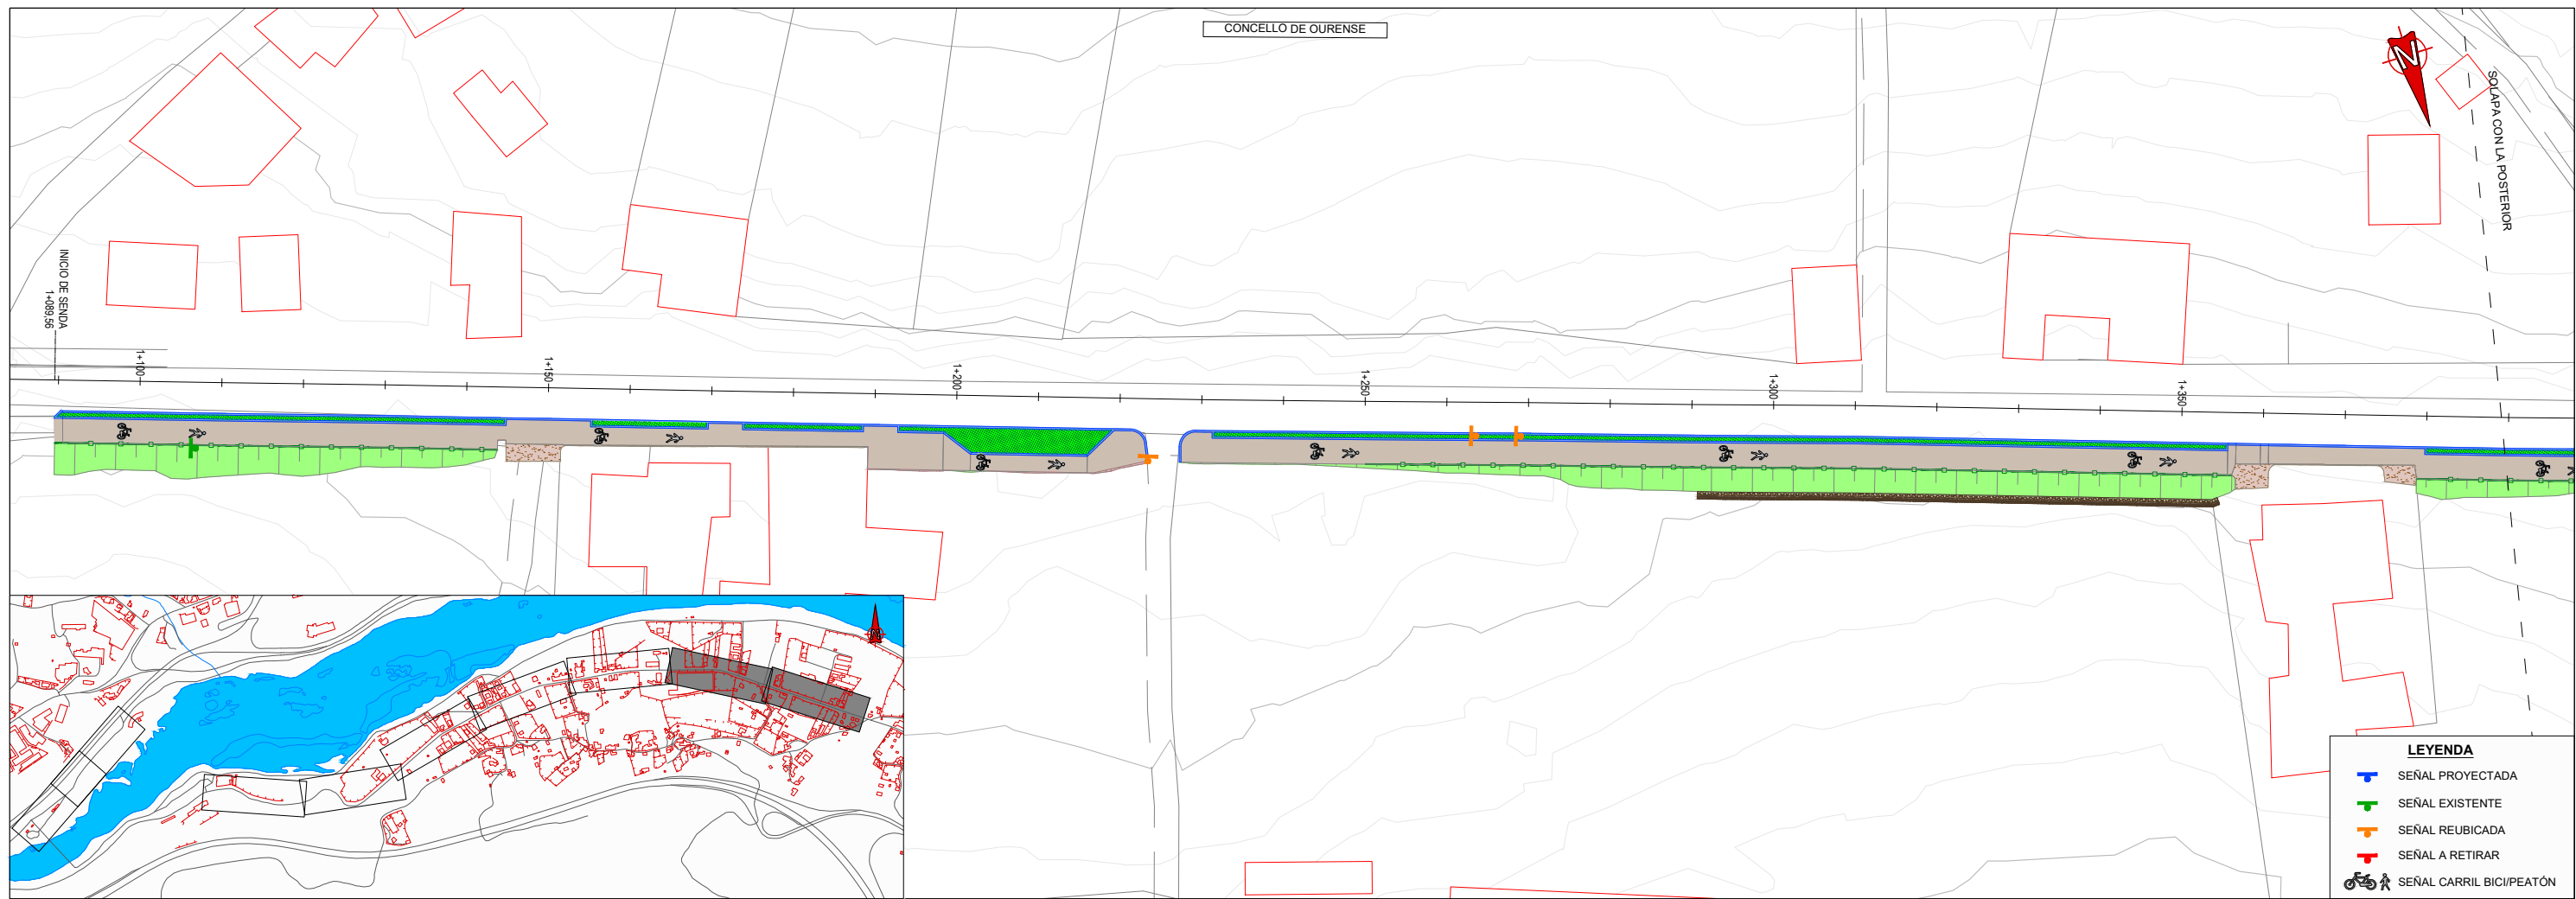 CONCELLO DE OURENSE
N
SOLAPA CON LA POSTERIOR
INICIO DE SENDA
1+089,56
1+100
1+150
1+200
1+250
1+300
1+350
N
LEYENDA
SEÑAL PROYECTADA
SEÑAL EXISTENTE
SEÑAL REUBICADA
SEÑAL A RETIRAR
SEÑAL CARRIL BICI/PEATÓN